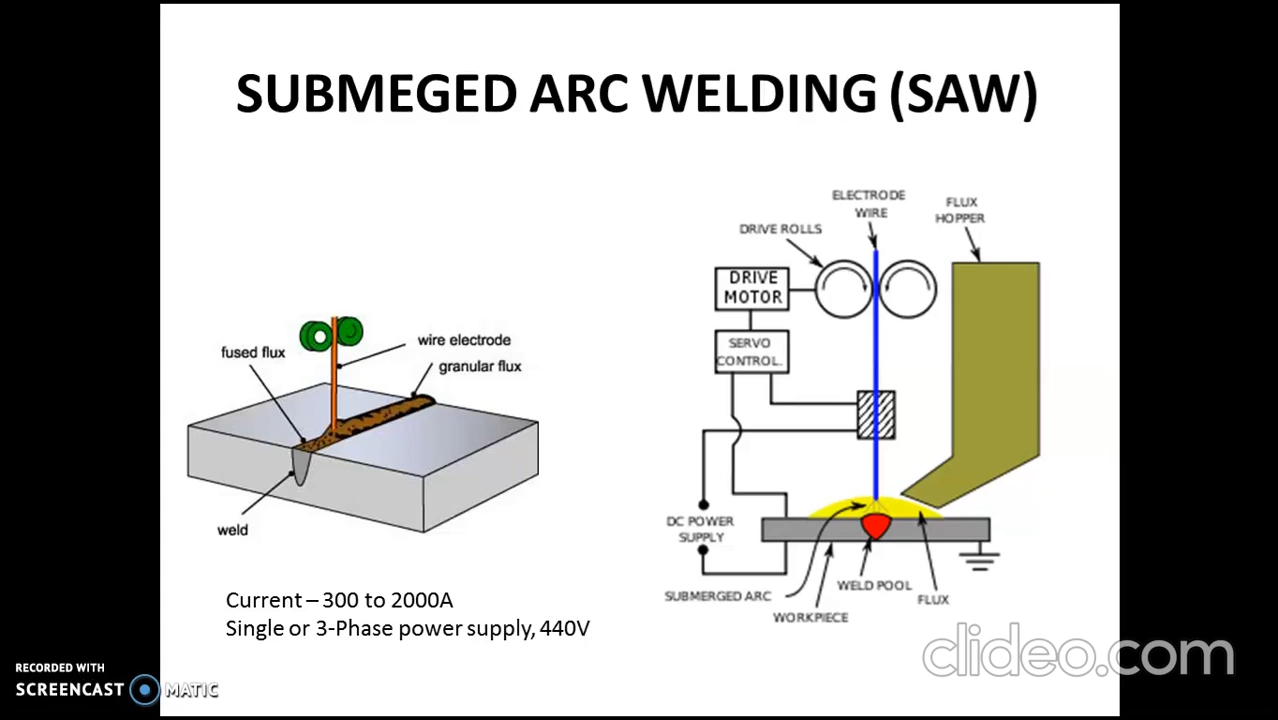 SUBMEGED ARC WELDING (SAW)
fused flux
wire electrode
granular flux
weld
Current – 300 to 2000A
Single or 3-Phase power supply, 440V
ELECTRODE
WIRE
FLUX
HOPPER
DRIVE ROLLS
DRIVE
MOTOR
SERVO
CONTROL.
DC POWER
SUPPLY
SUBMERGED ARC
WORKPIECE
WELD POOL
FLUX
RECORDED WITH
SCREENCAST MATIC
clideo.com